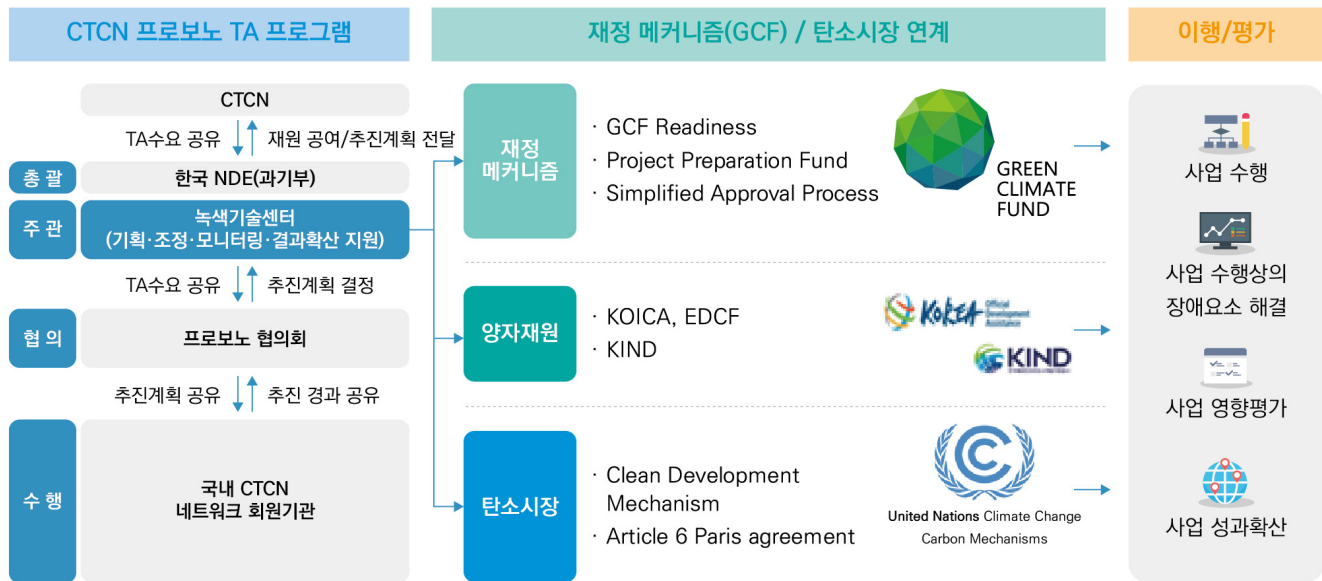 CTCN 프로보노 TA 프로그램
재정 메커니즘(GCF) / 탄소시장 연계
이행/평가
CTCN
TA수요 공유
재원 공여/추진계획 전달
총 괄
한국 NDE(과기부)
주 관
녹색기술센터
(기획·조정·모니터링·결과확산 지원)
TA수요 공유
추진계획 결정
협 의
프로보노 협의회
추진계획 공유
추진 경과 공유
수 행
국내 CTCN
네트워크 회원기관
재정
메커니즘
· GCF Readiness
· Project Preparation Fund
· Simplified Approval Process
GREEN
CLIMATE
FUND
양자재원
· KOICA, EDCF
· KIND
KOREA
Official
Development
Assistance
KIND
탄소시장
· Clean Development
Mechanism
· Article 6 Paris agreement
United Nations Climate Change
Carbon Mechanisms
사업 수행
사업 수행상의
장애요소 해결
사업 영향평가
사업 성과확산